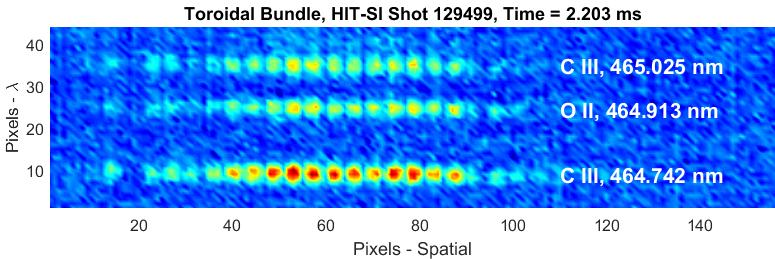 Toroidal Bundle, HIT-SI Shot 129499, Time = 2.203 ms
40
30
20
10
Pixels - λ
C III, 465.025 nm
O II, 464.913 nm
C III, 464.742 nm
20 40 60 80 100 120 140
Pixels - Spatial